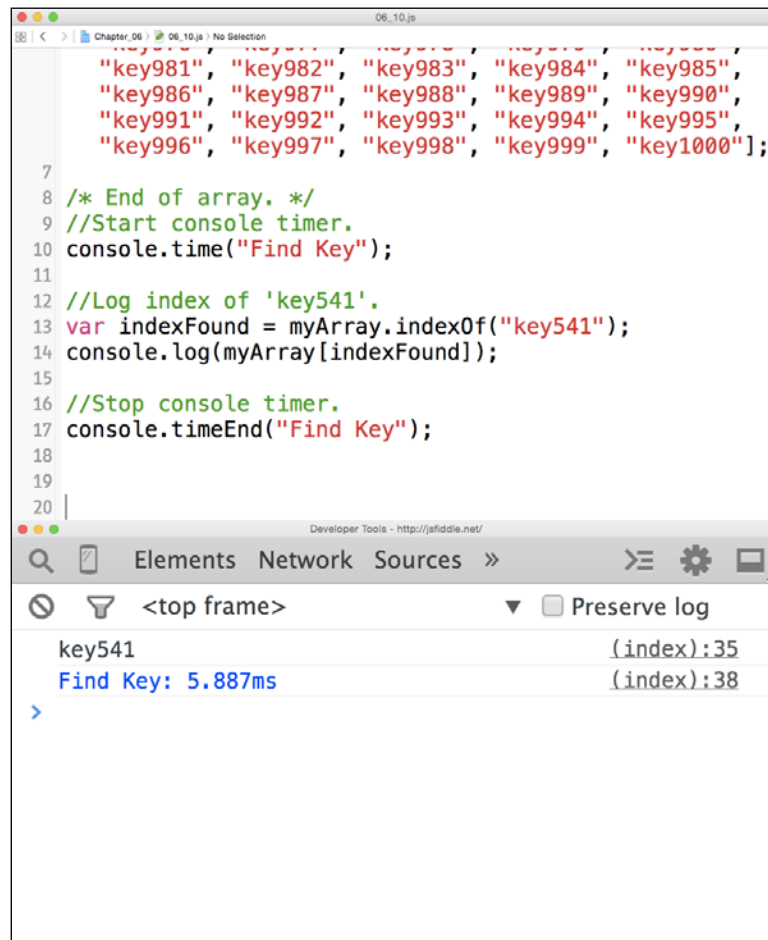 06_10.js
Chapter_06 〉 06_10.js 〉 No Selection
"key981", "key982", "key983", "key984", "key985",
"key986", "key987", "key988", "key989", "key990",
"key991", "key992", "key993", "key994", "key995",
"key996", "key997", "key998", "key999", "key1000"];
7
8 /* End of array. */
9 //Start console timer.
10 console.time("Find Key");
11
12 //Log index of 'key541'.
13 var indexFound = myArray.indexOf("key541");
14 console.log(myArray[indexFound]);
15
16 //Stop console timer.
17 console.timeEnd("Find Key");
18
19
20
Developer Tools - http://jsfiddle.net/
Elements Network Sources »
<top frame> ▼ Preserve log
key541 (index):35
Find Key: 5.887ms (index):38
>